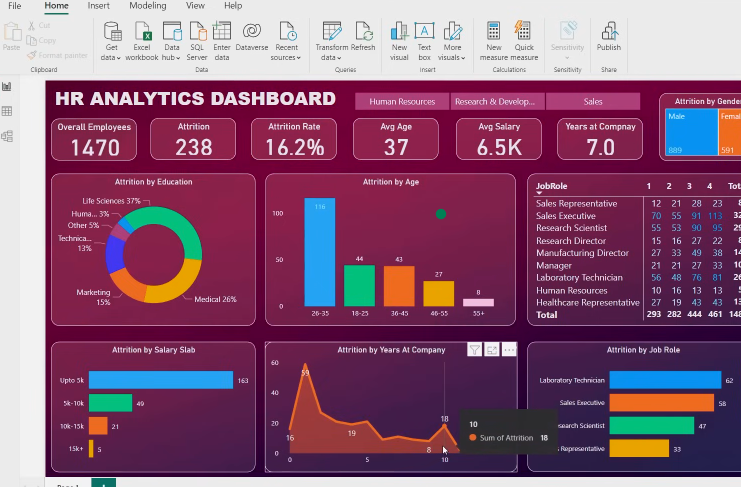 File Home Insert Modeling View Help
Paste
Cut
Copy
Format painter
Clipboard
Get data
Excel workbook
Data hub
SQL Server
Enter data
Dataverse
Recent sources
Data
Transform data
Refresh
Queries
New visual
Text box
More visuals
Insert
New measure
Quick measure
Calculations
Sensitivity
Sensitivity
Publish
Share
HR ANALYTICS DASHBOARD
Human Resources
Research & Develop...
Sales
Overall Employees
1470
Attrition
238
Attrition Rate
16.2%
Avg Age
37
Avg Salary
6.5K
Years at Compnay
7.0
Attrition by Gender
Male
889
Femal
591
Attrition by Education
Life Sciences 37%
Huma... 3%
Other 5%
Technica...
13%
Marketing
15%
Medical 26%
Attrition by Age
100
50
0
116
44
43
27
8
26-35 18-25 36-45 46-55 55+
JobRole 1 2 3 4 Tot
Sales Representative 12 21 28 23 8
Sales Executive 70 55 91 113 32
Research Scientist 55 53 90 95 29
Research Director 15 16 27 22 8
Manufacturing Director 27 33 49 38 14
Manager 21 21 27 33 10
Laboratory Technician 56 48 76 81 26
Human Resources 10 16 13 13 5
Healthcare Representative 27 19 43 43 13
Total 293 282 444 461 148
Attrition by Salary Slab
Upto 5k 163
5k-10k 49
10k-15k 21
15k+ 5
Attrition by Years At Company
60
40
20
0
59
16
19
8
18
0 5 10
10
Sum of Attrition 18
Attrition by Job Role
Laboratory Technician 62
Sales Executive 58
search Scientist 47
Representative 33
Page 1